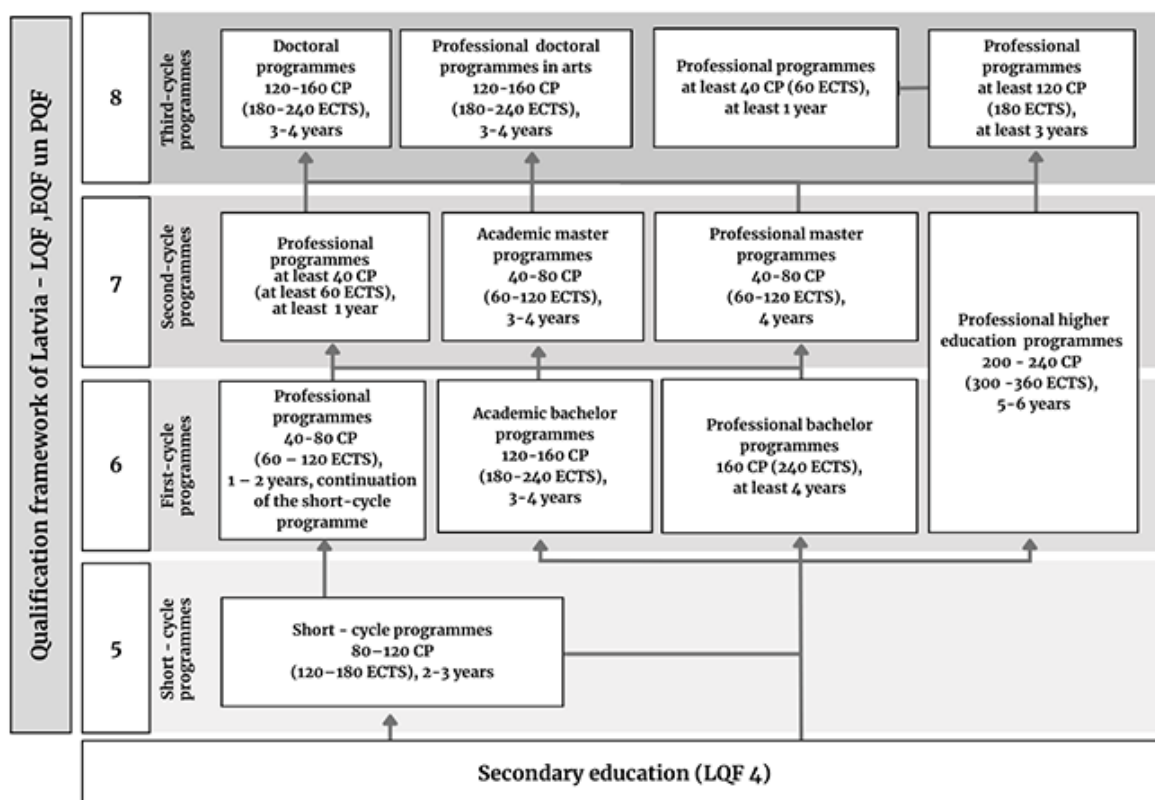 Qualification framework of Latvia - LQF ,EQF un PQF
8
Third-cycle
programmes
Doctoral
programmes
120-160 CP
(180-240 ECTS),
3-4 years
Professional doctoral
programmes in arts
120-160 CP
(180-240 ECTS),
3-4 years
Professional programmes
at least 40 CP (60 ECTS),
at least 1 year
Professional
programmes
at least 120 CP
(180 ECTS),
at least 3 years
7
Second-cycle
programmes
Professional
programmes
at least 40 CP
(at least 60 ECTS),
at least 1 year
Academic master
programmes
40-80 CP
(60-120 ECTS),
3-4 years
Professional master
programmes
40-80 CP
(60-120 ECTS),
4 years
Professional higher
education programmes
200 - 240 CP
(300 -360 ECTS),
5-6 years
6
First-cycle
programmes
Professional
programmes
40-80 CP
(60 – 120 ECTS),
1 – 2 years, continuation
of the short-cycle
programme
Academic bachelor
programmes
120-160 CP
(180-240 ECTS),
3-4 years
Professional bachelor
programmes
160 CP (240 ECTS),
at least 4 years
5
Short - cycle
programmes
Short - cycle programmes
80–120 CP
(120–180 ECTS), 2-3 years
Secondary education (LQF 4)